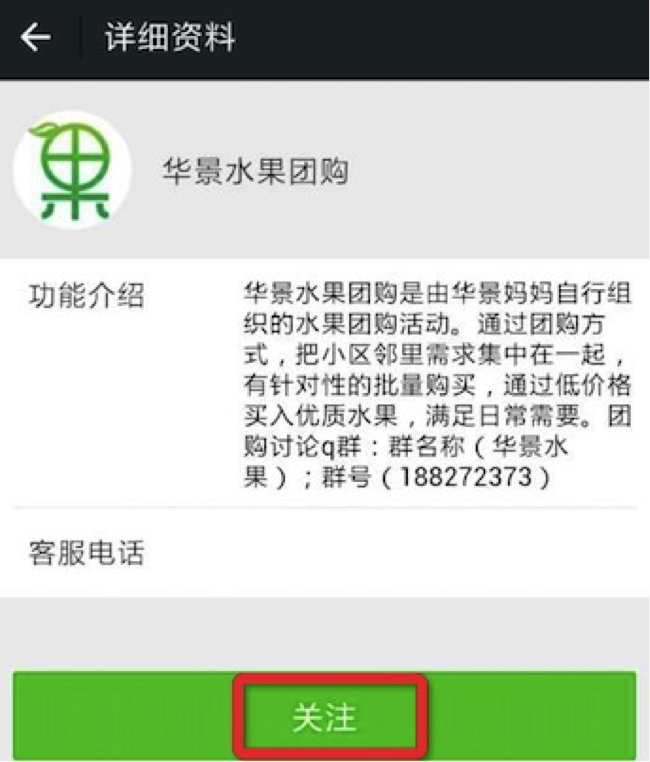 详细资料
华景水果团购
功能介绍
华景水果团购是由华景妈妈自行组
织的水果团购活动。通过团购方
式，把小区邻里需求集中在一起，
有针对性的批量购买，通过低价格
买入优质水果，满足日常需要。团
购讨论q群：群名称（华景水
果）；群号（188272373）
客服电话
关注